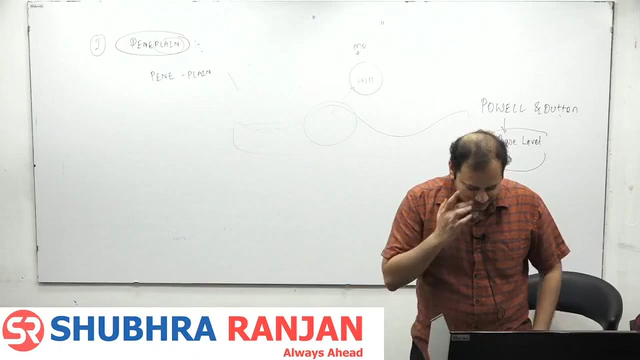 PENEPLAIN
PENE - PLAIN
POWELL & Dutton
Level
SR SHUBHRA RANJAN
Always Ahead